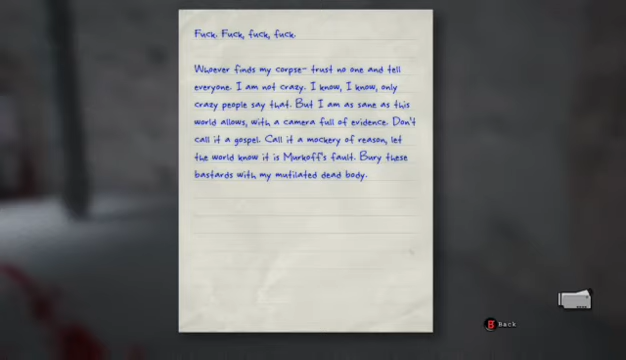 Fuck. Fuck, fuck, fuck.
Whoever finds my corpse- trust no one and tell
everyone. I am not crazy. I know, I know, only
crazy people say that. But I am as sane as this
world allows, with a camera full of evidence. Don't
call it a gospel. Call it a mockery of reason, let
the world know it is Murkoff's fault. Bury these
bastards with my mutilated dead body.
B Back